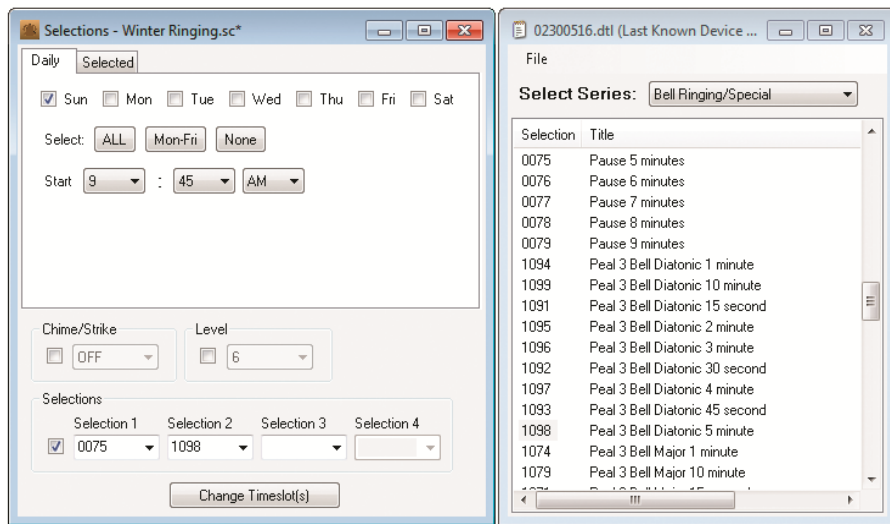 Selections - Winter Ringing.sc*
Daily Selected
Sun Mon Tue Wed Thu Fri Sat
Select: ALL Mon-Fri None
Start 9 : 45 AM
Chime/Strike Level
OFF 6
Selections
Selection 1 Selection 2 Selection 3 Selection 4
0075 1098
Change Timeslot(s)
02300516.dtl (Last Known Device ...
File
Select Series: Bell Ringing/Special
Selection Title
0075 Pause 5 minutes
0076 Pause 6 minutes
0077 Pause 7 minutes
0078 Pause 8 minutes
0079 Pause 9 minutes
1094 Peal 3 Bell Diatonic 1 minute
1099 Peal 3 Bell Diatonic 10 minute
1091 Peal 3 Bell Diatonic 15 second
1095 Peal 3 Bell Diatonic 2 minute
1096 Peal 3 Bell Diatonic 3 minute
1092 Peal 3 Bell Diatonic 30 second
1097 Peal 3 Bell Diatonic 4 minute
1093 Peal 3 Bell Diatonic 45 second
1098 Peal 3 Bell Diatonic 5 minute
1074 Peal 3 Bell Major 1 minute
1079 Peal 3 Bell Major 10 minute